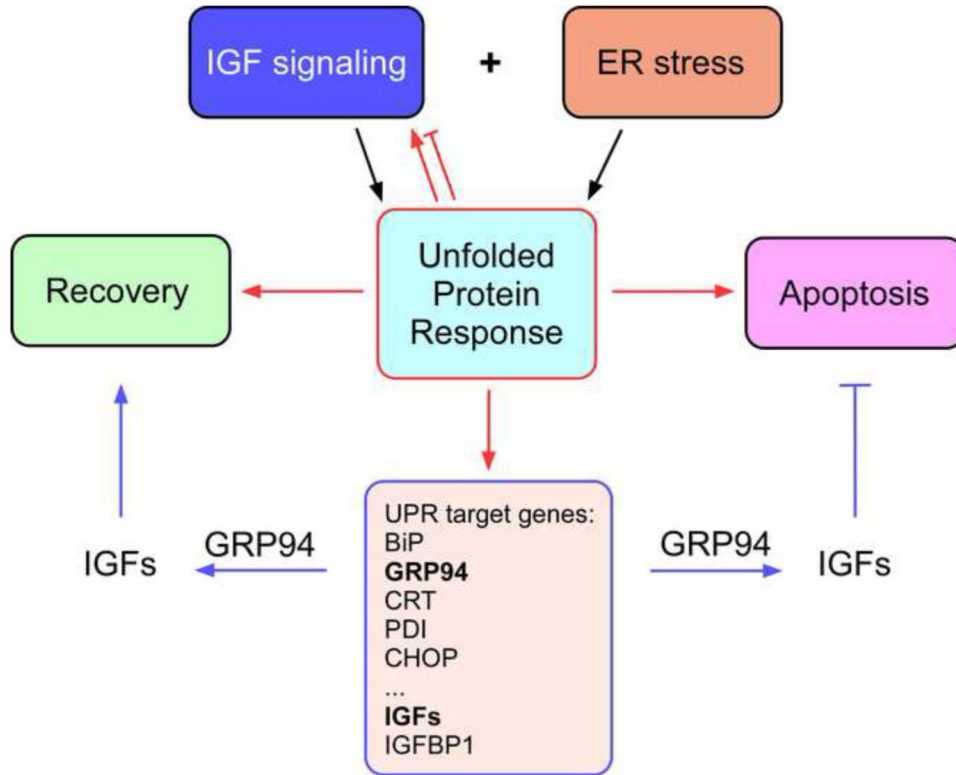 IGF signaling
+
ER stress
Unfolded
Protein
Response
Recovery
Apoptosis
UPR target genes:
BiP
GRP94
CRT
PDI
CHOP
...
IGFs
IGFBP1
GRP94
IGFs
GRP94
IGFs